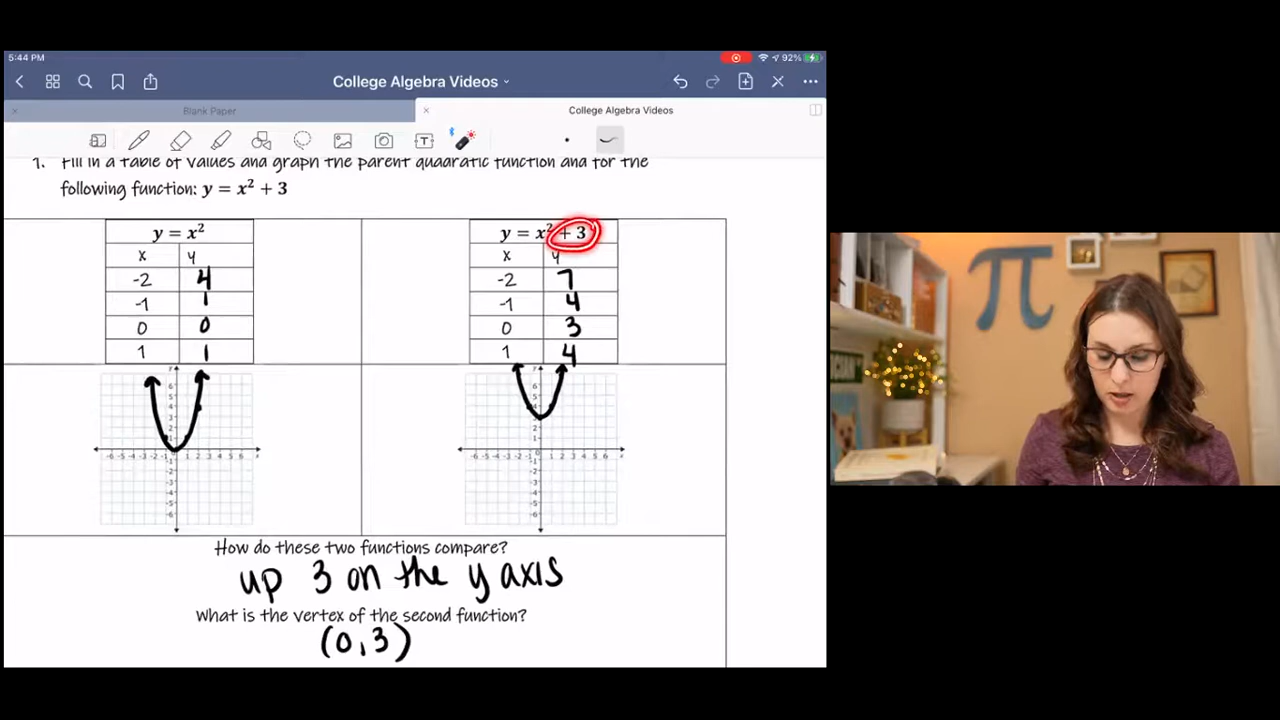 5:44 PM 92%
College Algebra Videos
Blank Paper College Algebra Videos
1. Fill in a table of values and graph the parent quadratic function and for the
following function: y = x² + 3
y = x² y = x² + 3
x y x y
-2 4 -2 7
-1 1 -1 4
0 0 0 3
1 1 1 4
How do these two functions compare?
up 3 on the y axis
What is the vertex of the second function?
(0,3)